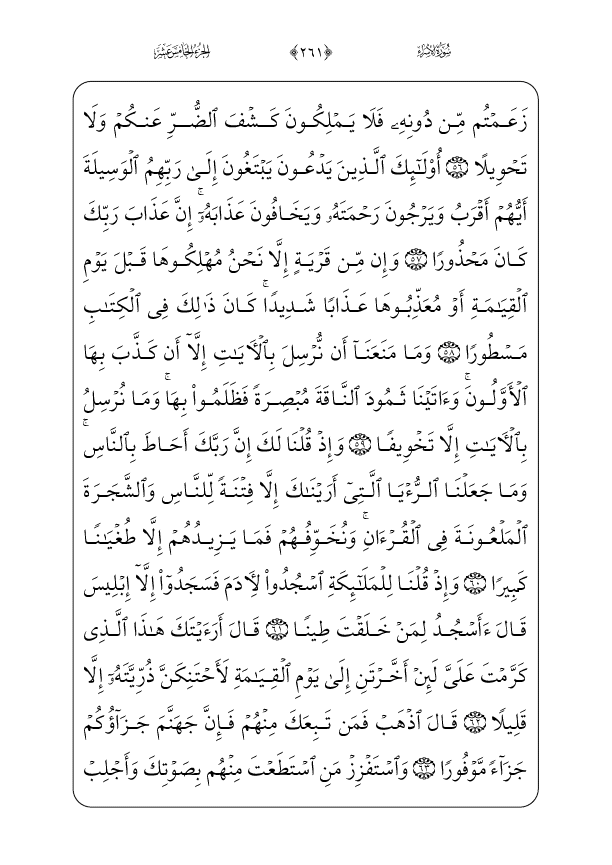 سُورَةُ الإِسْرَاء ﴿٢٦١﴾ الجُزْءُ الخَامِسَ عَشَرَ
زَعَمْتُم مِّن دُونِهِۦ فَلَا يَمْلِكُونَ كَشْفَ ٱلضُّرِّ عَنكُمْ وَلَا
تَحْوِيلًا ٥٦ أُو۟لَٰٓئِكَ ٱلَّذِينَ يَدْعُونَ يَبْتَغُونَ إِلَىٰ رَبِّهِمُ ٱلْوَسِيلَةَ
أَيُّهُمْ أَقْرَبُ وَيَرْجُونَ رَحْمَتَهُۥ وَيَخَافُونَ عَذَابَهُۥٓ ۚ إِنَّ عَذَابَ رَبِّكَ
كَانَ مَحْذُورًا ٥٧ وَإِن مِّن قَرْيَةٍ إِلَّا نَحْنُ مُهْلِكُوهَا قَبْلَ يَوْمِ
ٱلْقِيَٰمَةِ أَوْ مُعَذِّبُوهَا عَذَابًا شَدِيدًا ۚ كَانَ ذَٰلِكَ فِى ٱلْكِتَٰبِ
مَسْطُورًا ٥٨ وَمَا مَنَعَنَآ أَن نُّرْسِلَ بِٱلْـَٔايَٰتِ إِلَّآ أَن كَذَّبَ بِهَا
ٱلْأَوَّلُونَ ۚ وَءَاتَيْنَا ثَمُودَ ٱلنَّاقَةَ مُبْصِرَةً فَظَلَمُوا۟ بِهَا ۚ وَمَا نُرْسِلُ
بِٱلْـَٔايَٰتِ إِلَّا تَخْوِيفًا ٥٩ وَإِذْ قُلْنَا لَكَ إِنَّ رَبَّكَ أَحَاطَ بِٱلنَّاسِ ۚ
وَمَا جَعَلْنَا ٱلرُّءْيَا ٱلَّتِىٓ أَرَيْنَٰكَ إِلَّا فِتْنَةً لِّلنَّاسِ وَٱلشَّجَرَةَ
ٱلْمَلْعُونَةَ فِى ٱلْقُرْءَانِ ۚ وَنُخَوِّفُهُمْ فَمَا يَزِيدُهُمْ إِلَّا طُغْيَٰنًا
كَبِيرًا ٦٠ وَإِذْ قُلْنَا لِلْمَلَٰٓئِكَةِ ٱسْجُدُوا۟ لِـَٔادَمَ فَسَجَدُوٓا۟ إِلَّآ إِبْلِيسَ
قَالَ ءَأَسْجُدُ لِمَنْ خَلَقْتَ طِينًا ٦١ قَالَ أَرَءَيْتَكَ هَٰذَا ٱلَّذِى
كَرَّمْتَ عَلَىَّ لَئِنْ أَخَّرْتَنِ إِلَىٰ يَوْمِ ٱلْقِيَٰمَةِ لَأَحْتَنِكَنَّ ذُرِّيَّتَهُۥٓ إِلَّا
قَلِيلًا ٦٢ قَالَ ٱذْهَبْ فَمَن تَبِعَكَ مِنْهُمْ فَإِنَّ جَهَنَّمَ جَزَآؤُكُمْ
جَزَآءً مَّوْفُورًا ٦٣ وَٱسْتَفْزِزْ مَنِ ٱسْتَطَعْتَ مِنْهُم بِصَوْتِكَ وَأَجْلِبْ